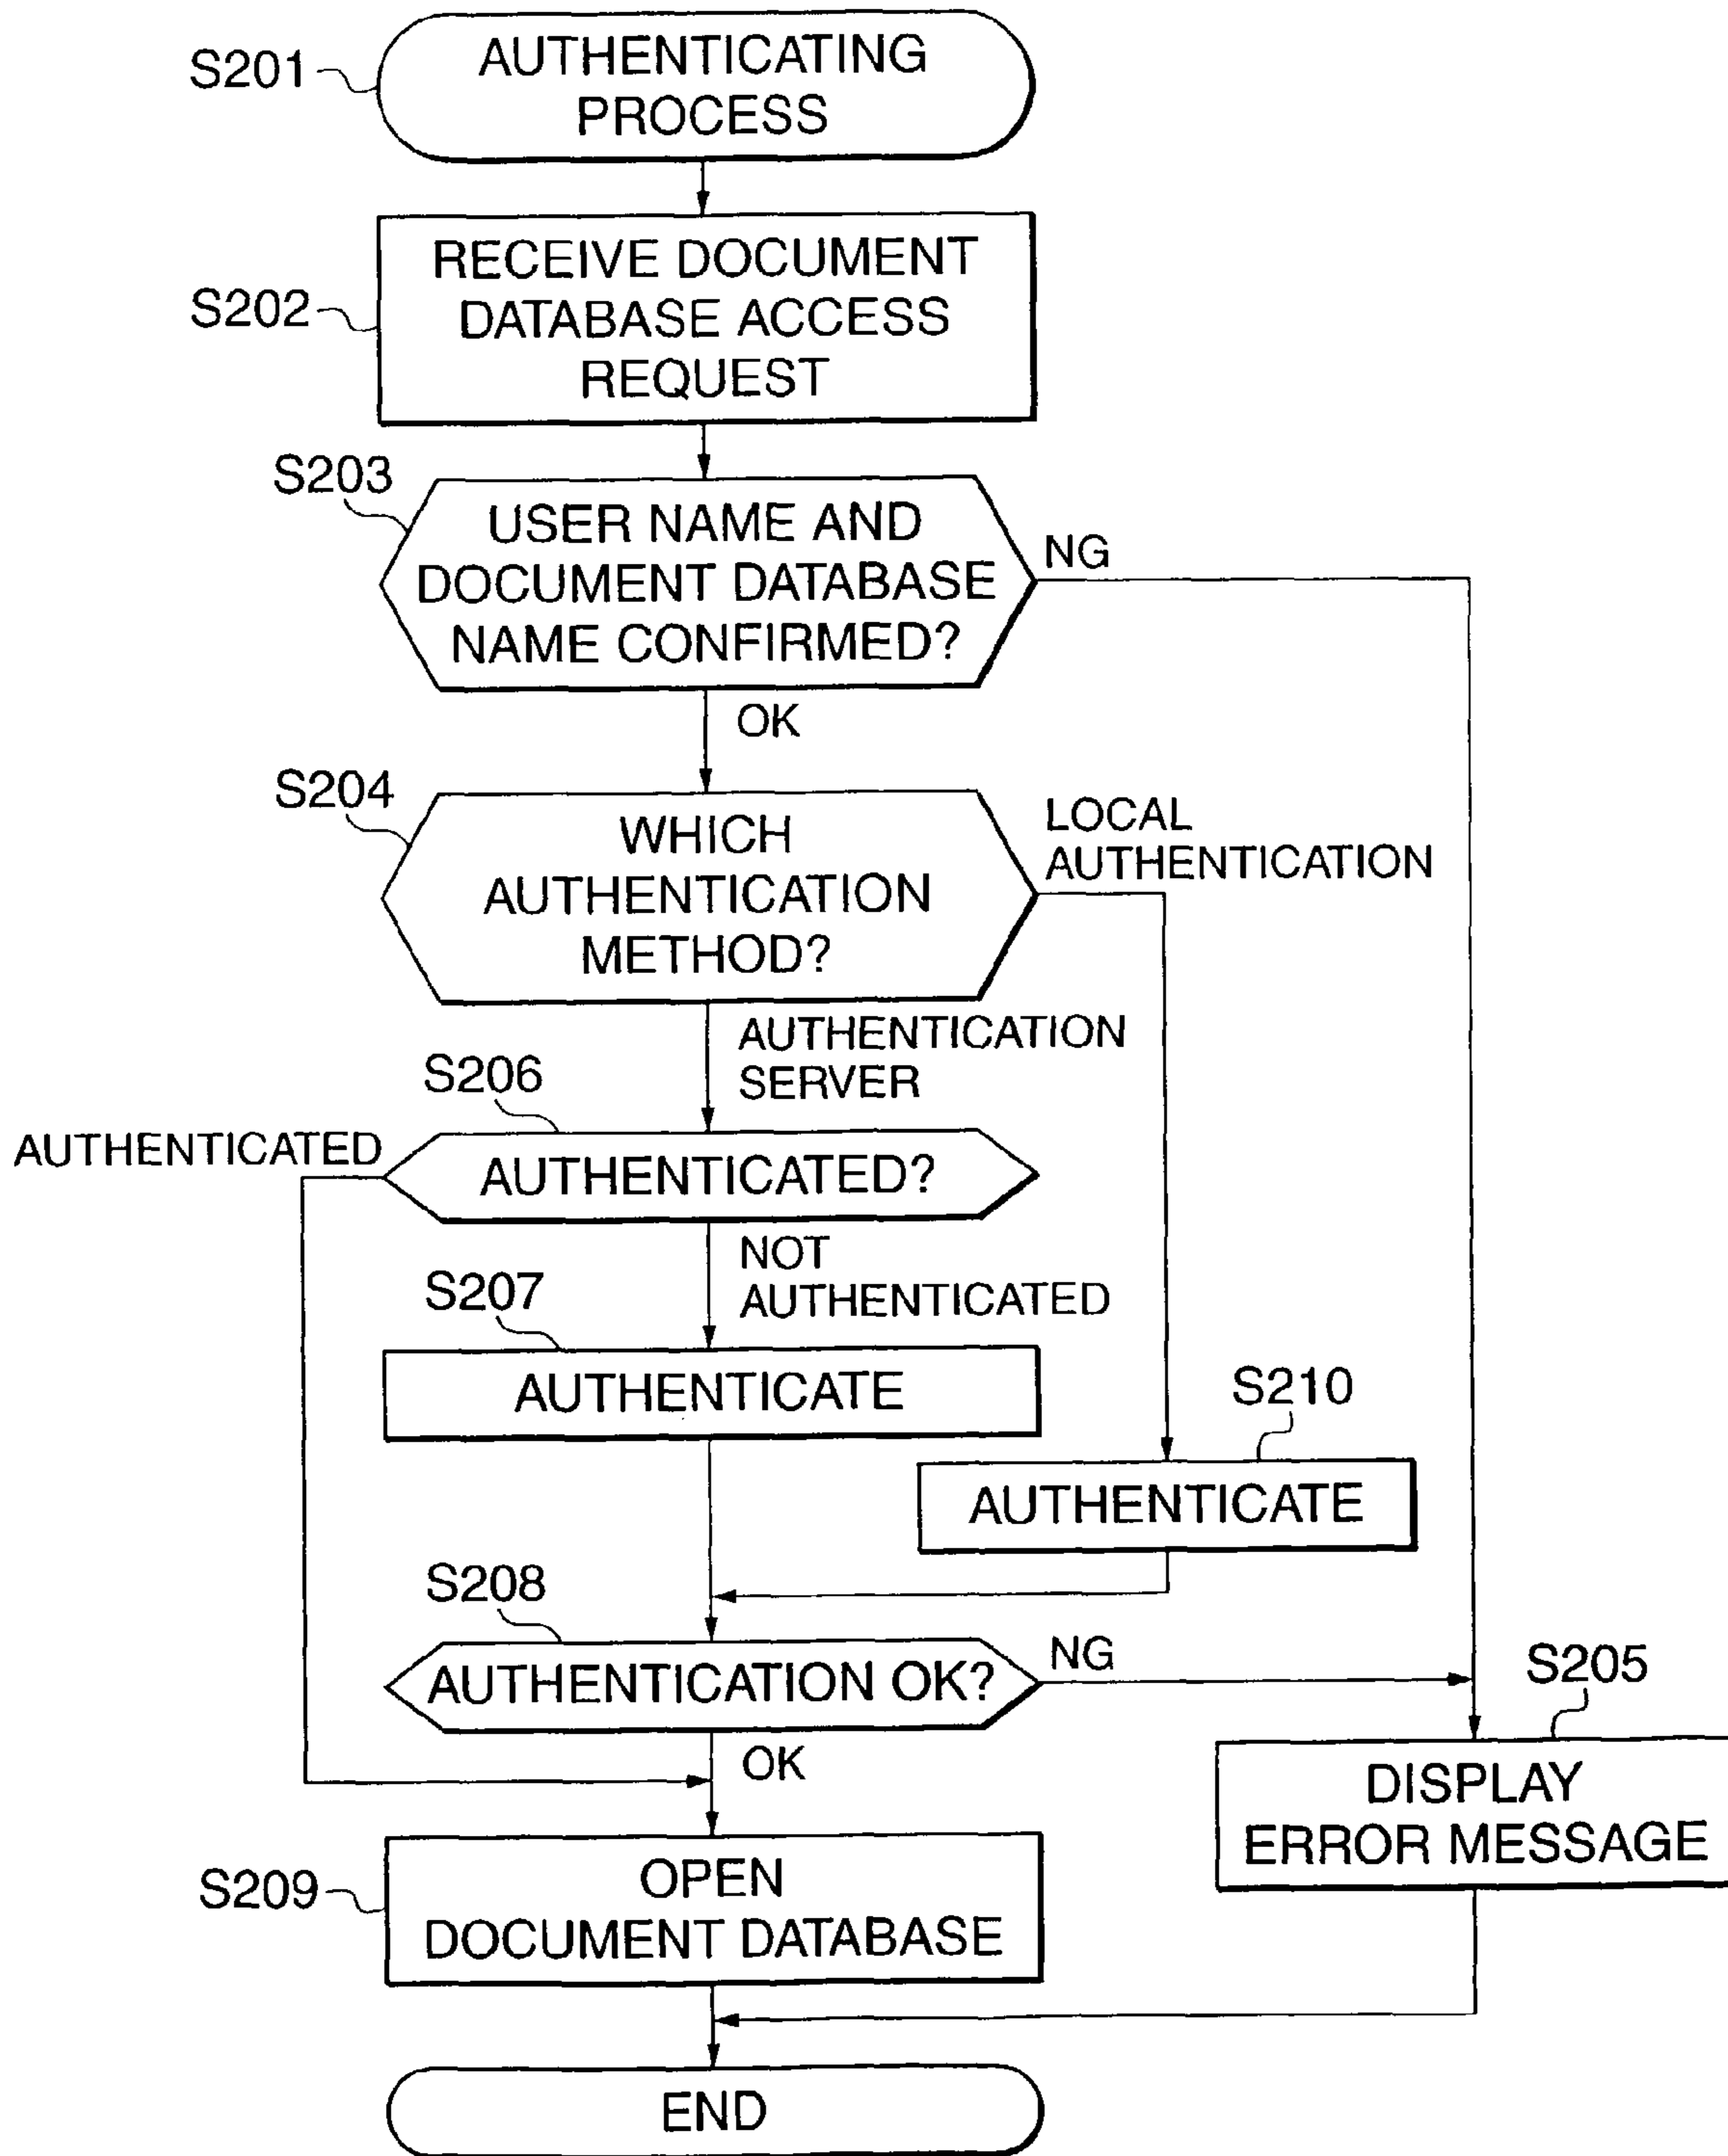 S201
AUTHENTICATING
PROCESS
S202
RECEIVE DOCUMENT
DATABASE ACCESS
REQUEST
S203
USER NAME AND
DOCUMENT DATABASE
NAME CONFIRMED?
NG
OK
S204
WHICH
AUTHENTICATION
METHOD?
LOCAL
AUTHENTICATION
AUTHENTICATION
SERVER
S206
AUTHENTICATED
AUTHENTICATED?
NOT
AUTHENTICATED
S207
AUTHENTICATE
S210
AUTHENTICATE
S208
AUTHENTICATION OK?
NG
OK
S205
DISPLAY
ERROR MESSAGE
S209
OPEN
DOCUMENT DATABASE
END